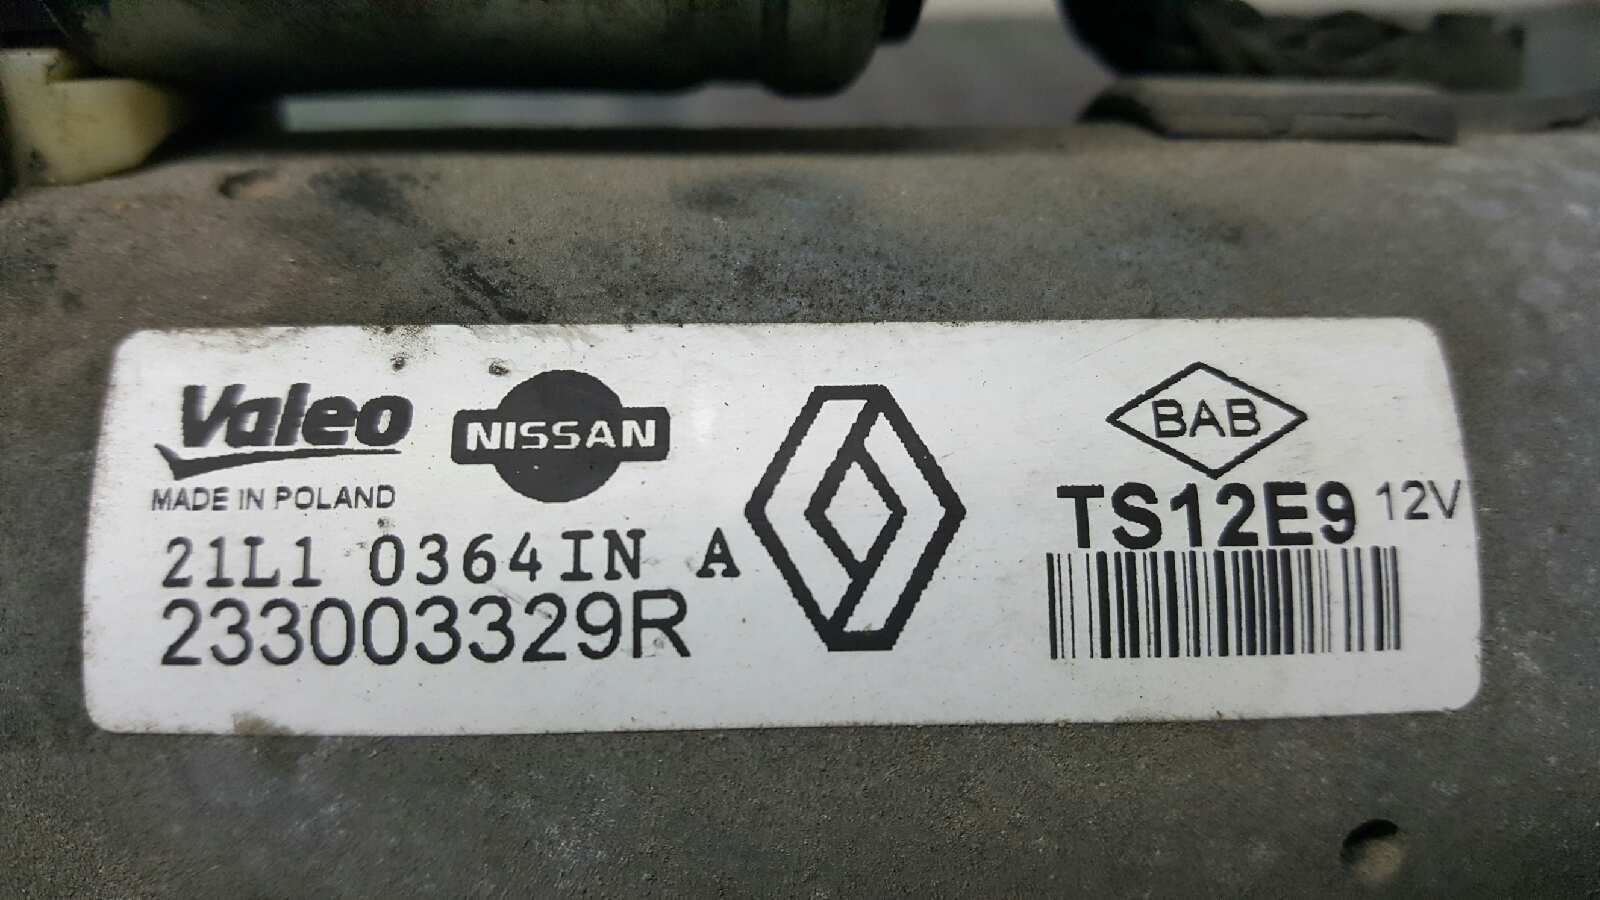 Valeo
NISSAN
MADE IN POLAND
21L1 0364IN A
233003329R
BAB
TS12E9 12V